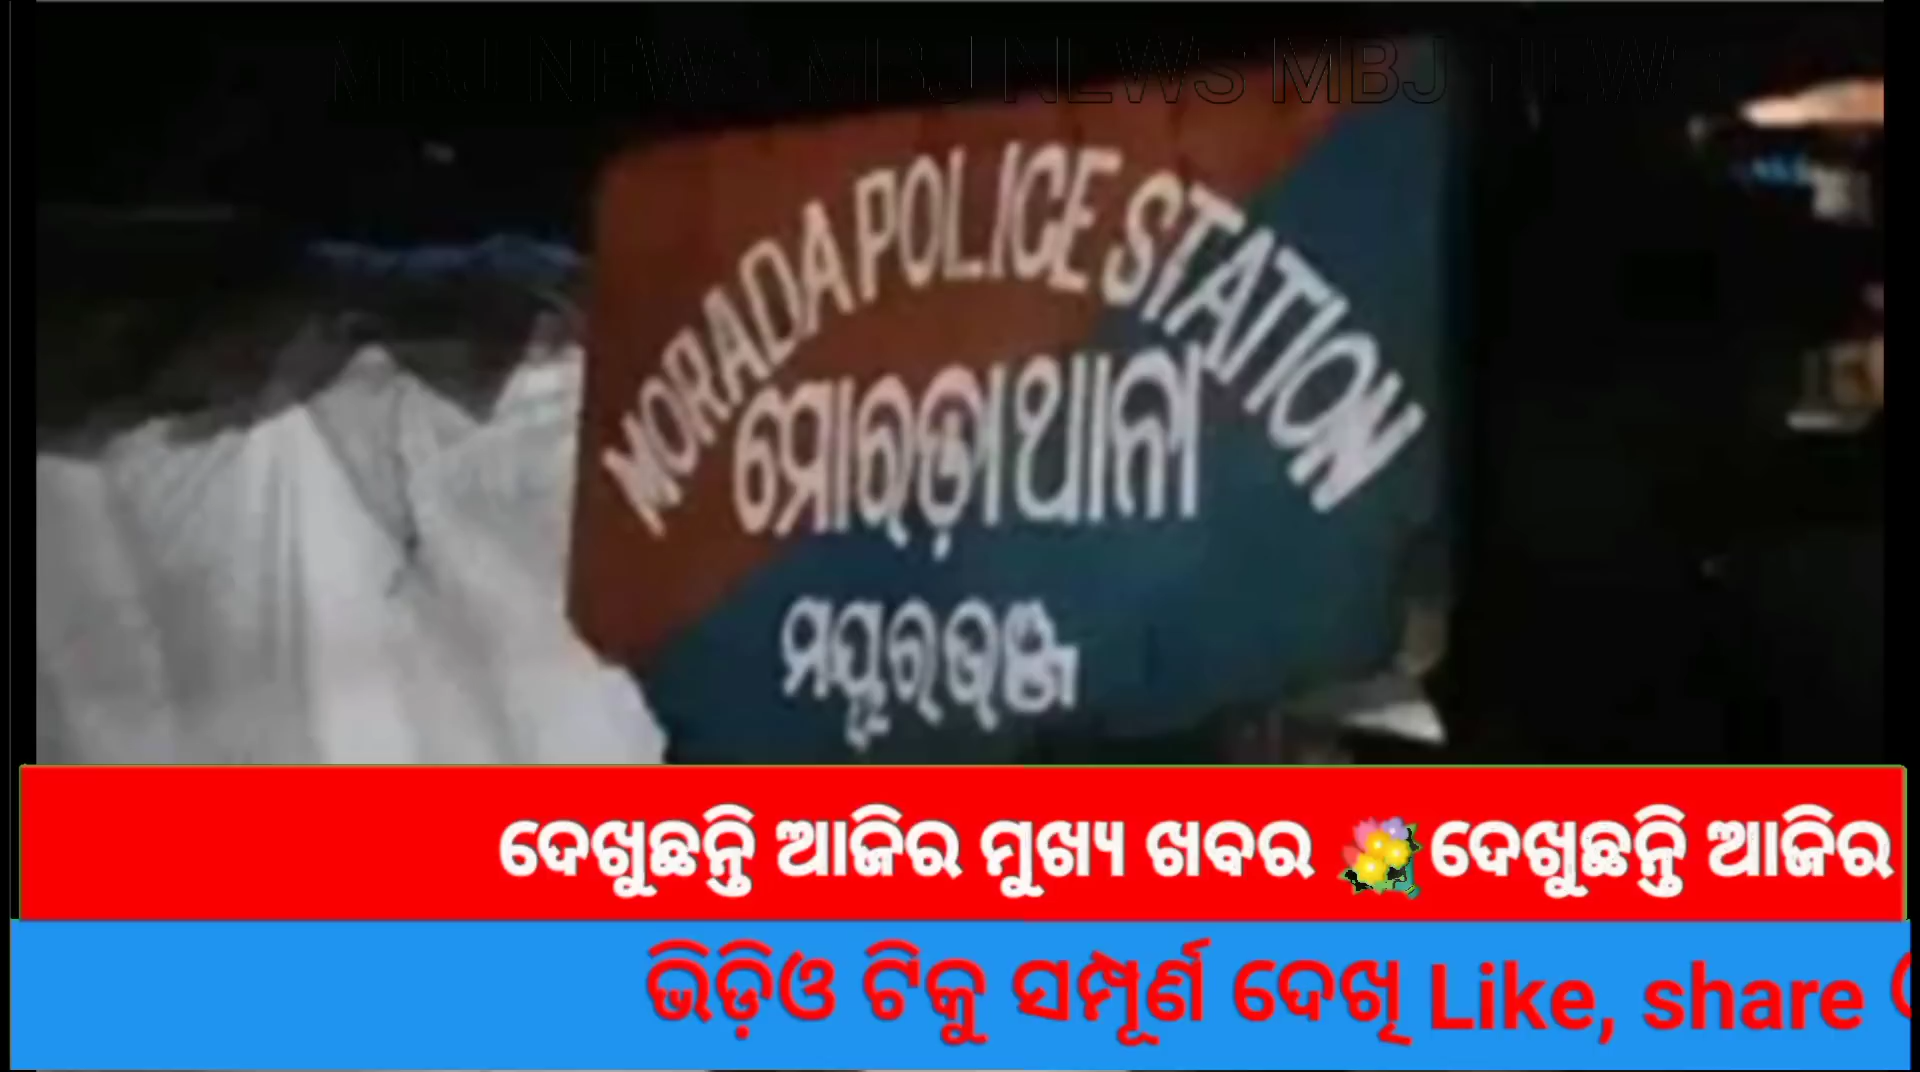 MBJ NEWS MBJ NEWS MBJ NEWS
MORADA POLICE STATION
ମୋରଡ଼ା ଥାନା
ମୟୂରଭଞ୍ଜ
ଦେଖୁଛନ୍ତି ଆଜିର ମୁଖ୍ୟ ଖବର 💐 ଦେଖୁଛନ୍ତି ଆଜିର
ଭିଡ଼ିଓ ଟିକୁ ସମ୍ପୂର୍ଣ ଦେଖି Like, share